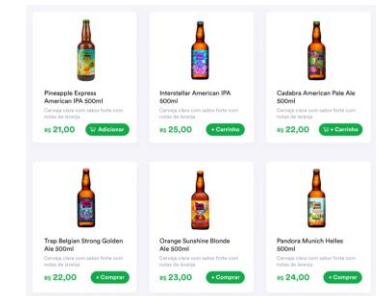 Pineapple Express
American IPA 500ml
Cerveja clara com sabor forte com
notas de laranja
R$ 21,00
Adicionar
Interstellar American IPA
500ml
Cerveja clara com sabor forte com
notas de laranja
R$ 25,00
+ Carrinho
Cadabra American Pale Ale
500ml
Cerveja clara com sabor forte com
notas de laranja
R$ 22,00
+ Carrinho
Trap Belgian Strong Golden
Ale 500ml
Cerveja clara com sabor forte com
notas de laranja
R$ 22,00
+ Comprar
Orange Sunshine Blonde
Ale 500ml
Cerveja clara com sabor forte com
notas de laranja
R$ 23,00
+ Comprar
Pandora Munich Helles
500ml
Cerveja clara com sabor forte com
notas de laranja
R$ 24,00
+ Comprar